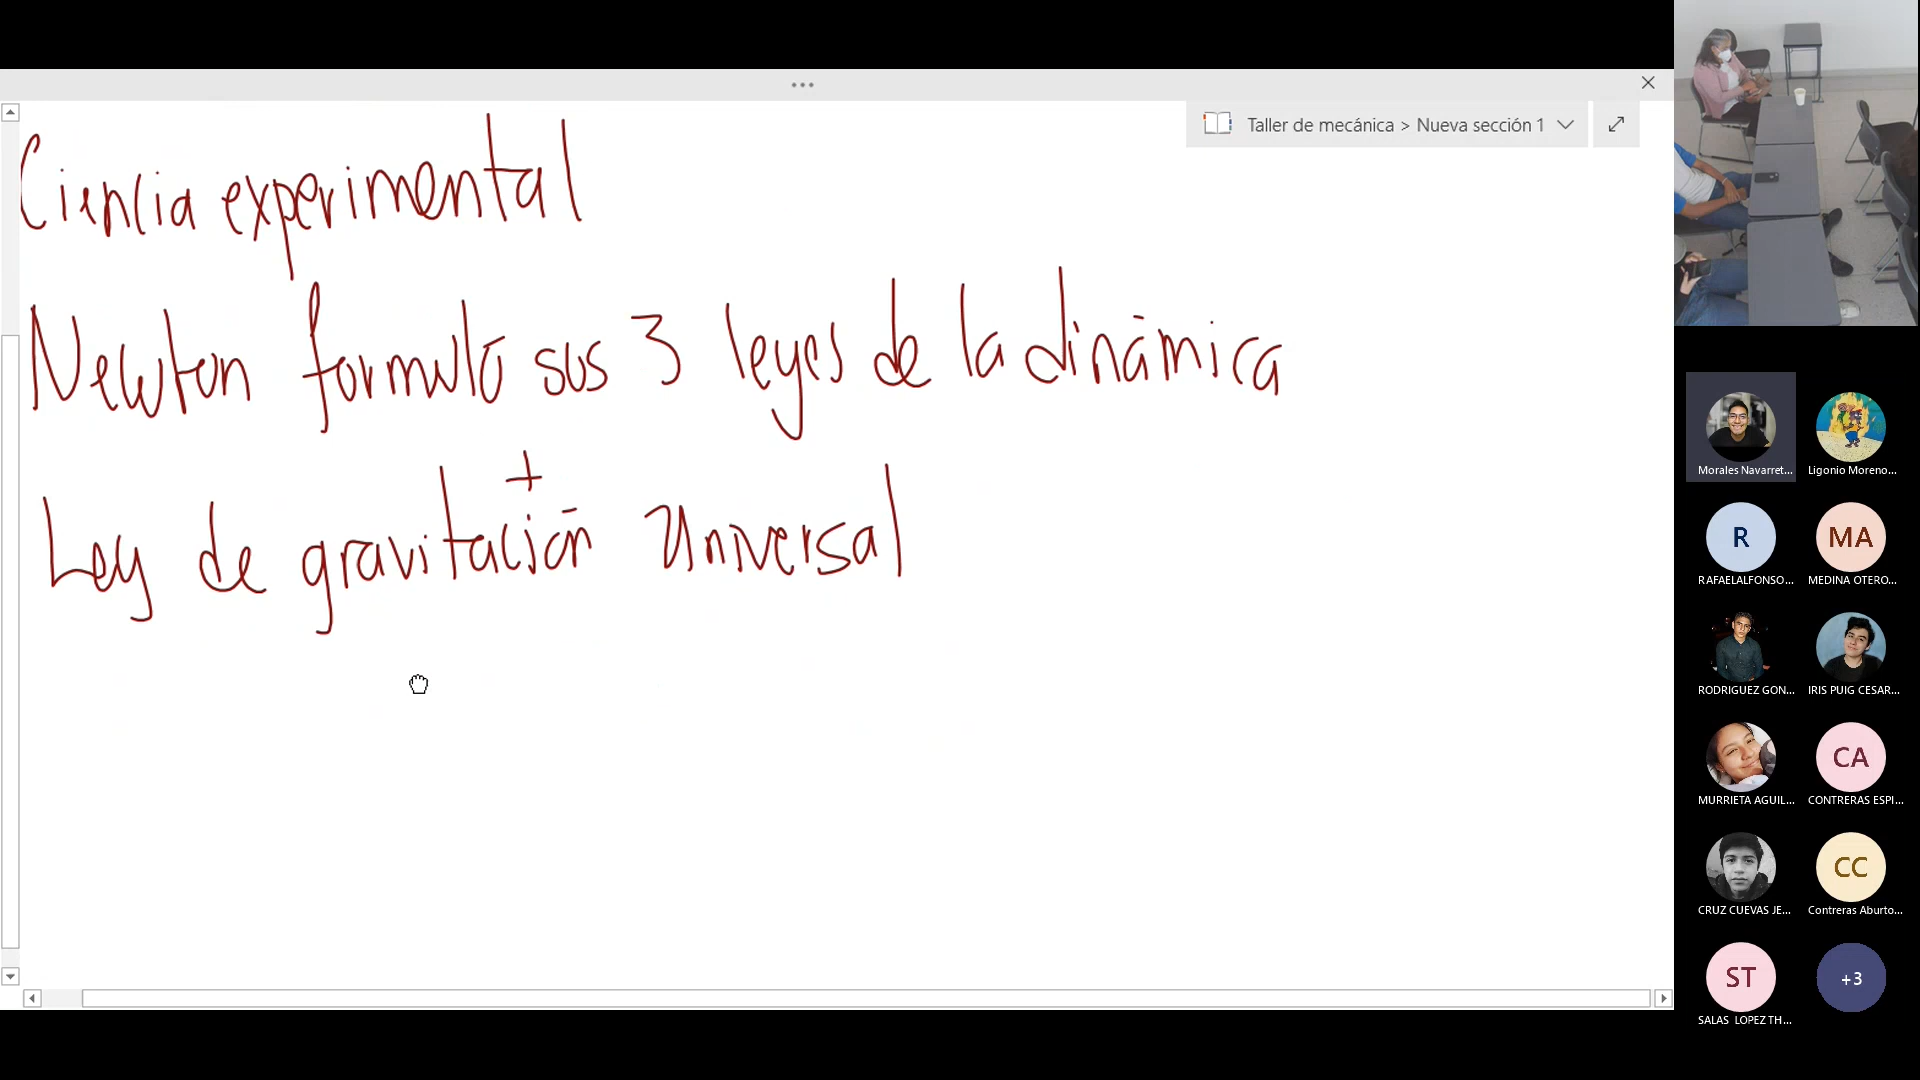 Taller de mecánica > Nueva sección 1
Ciencia experimental
Newton formuló sus 3 leyes de la dinámica
+
Ley de gravitación Universal
Morales Navarret...
Ligonio Moreno...
R
RAFAELALFONSO...
MA
MEDINA OTERO...
RODRIGUEZ GON...
IRIS PUIG CESAR...
MURRIETA AGUIL...
CA
CONTRERAS ESPI...
CRUZ CUEVAS JE...
CC
Contreras Aburto...
ST
SALAS LOPEZ TH...
+3